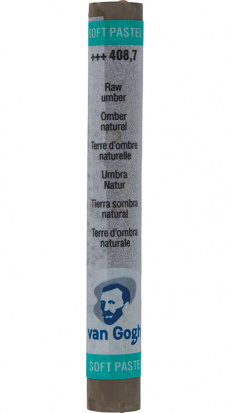 SOFT PASTEL
+++ 408,7
Raw
umber
Omber
naturel
Terre d'ombre
naturelle
Umbra
Natur
Tierra sombra
natural
Terre d'ombra
naturale
van Gogh
SOFT PASTEL